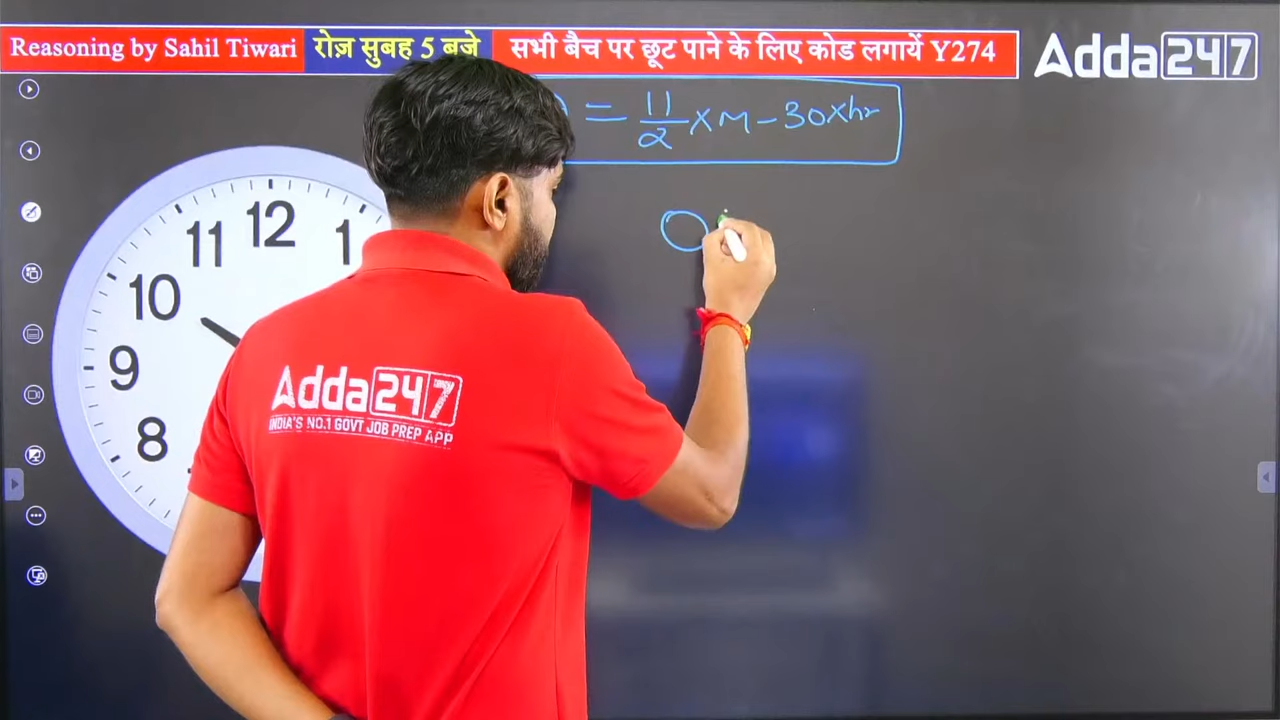 Reasoning by Sahil Tiwari रोज़ सुबह 5 बजे सभी बैच पर छूट पाने के लिए कोड लगायें Y274
Adda247
= 11/2 × M - 30 × hr
12
11 1
10
9
8
Adda247
INDIA'S NO.1 GOVT JOB PREP APP